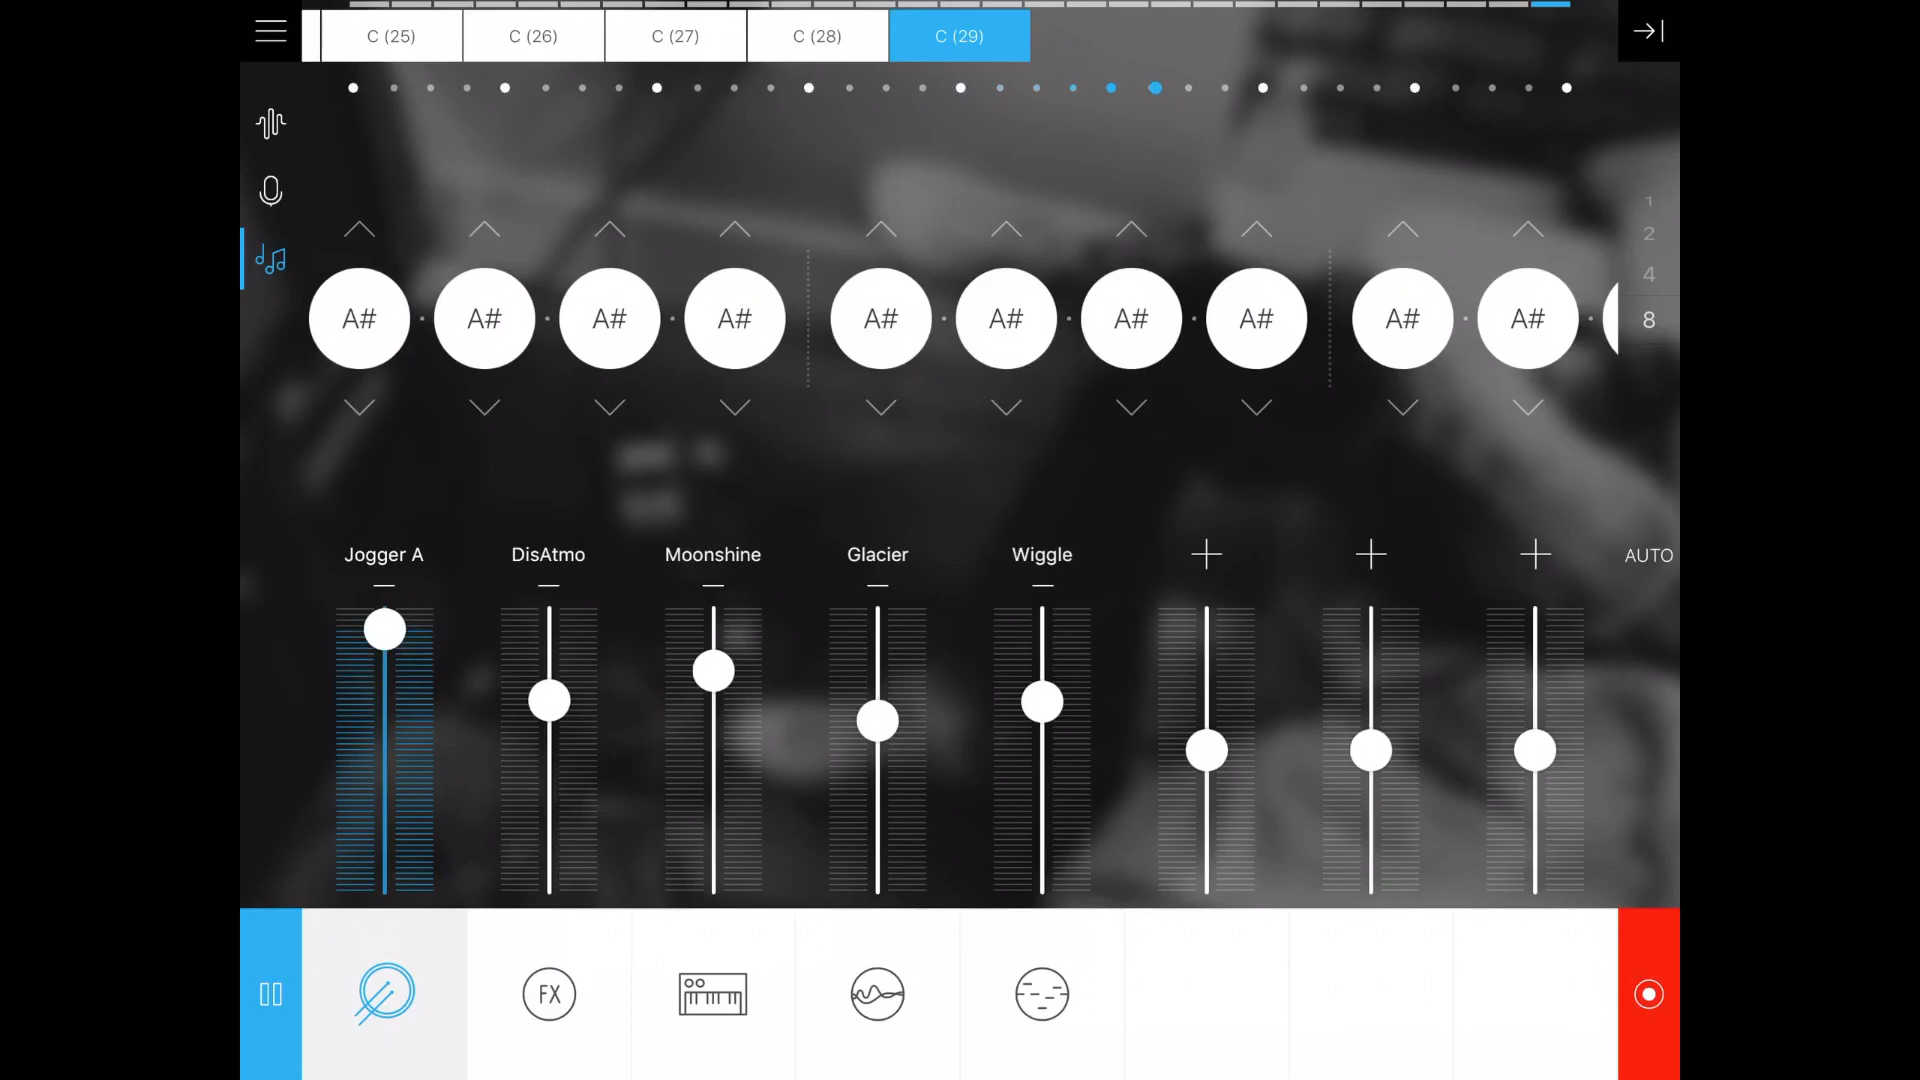 C (25) C (26) C (27) C (28) C (29)
1
2
4
A# A# A# A# A# A# A# A# A# A# 8
Jogger A DisAtmo Moonshine Glacier Wiggle AUTO
FX